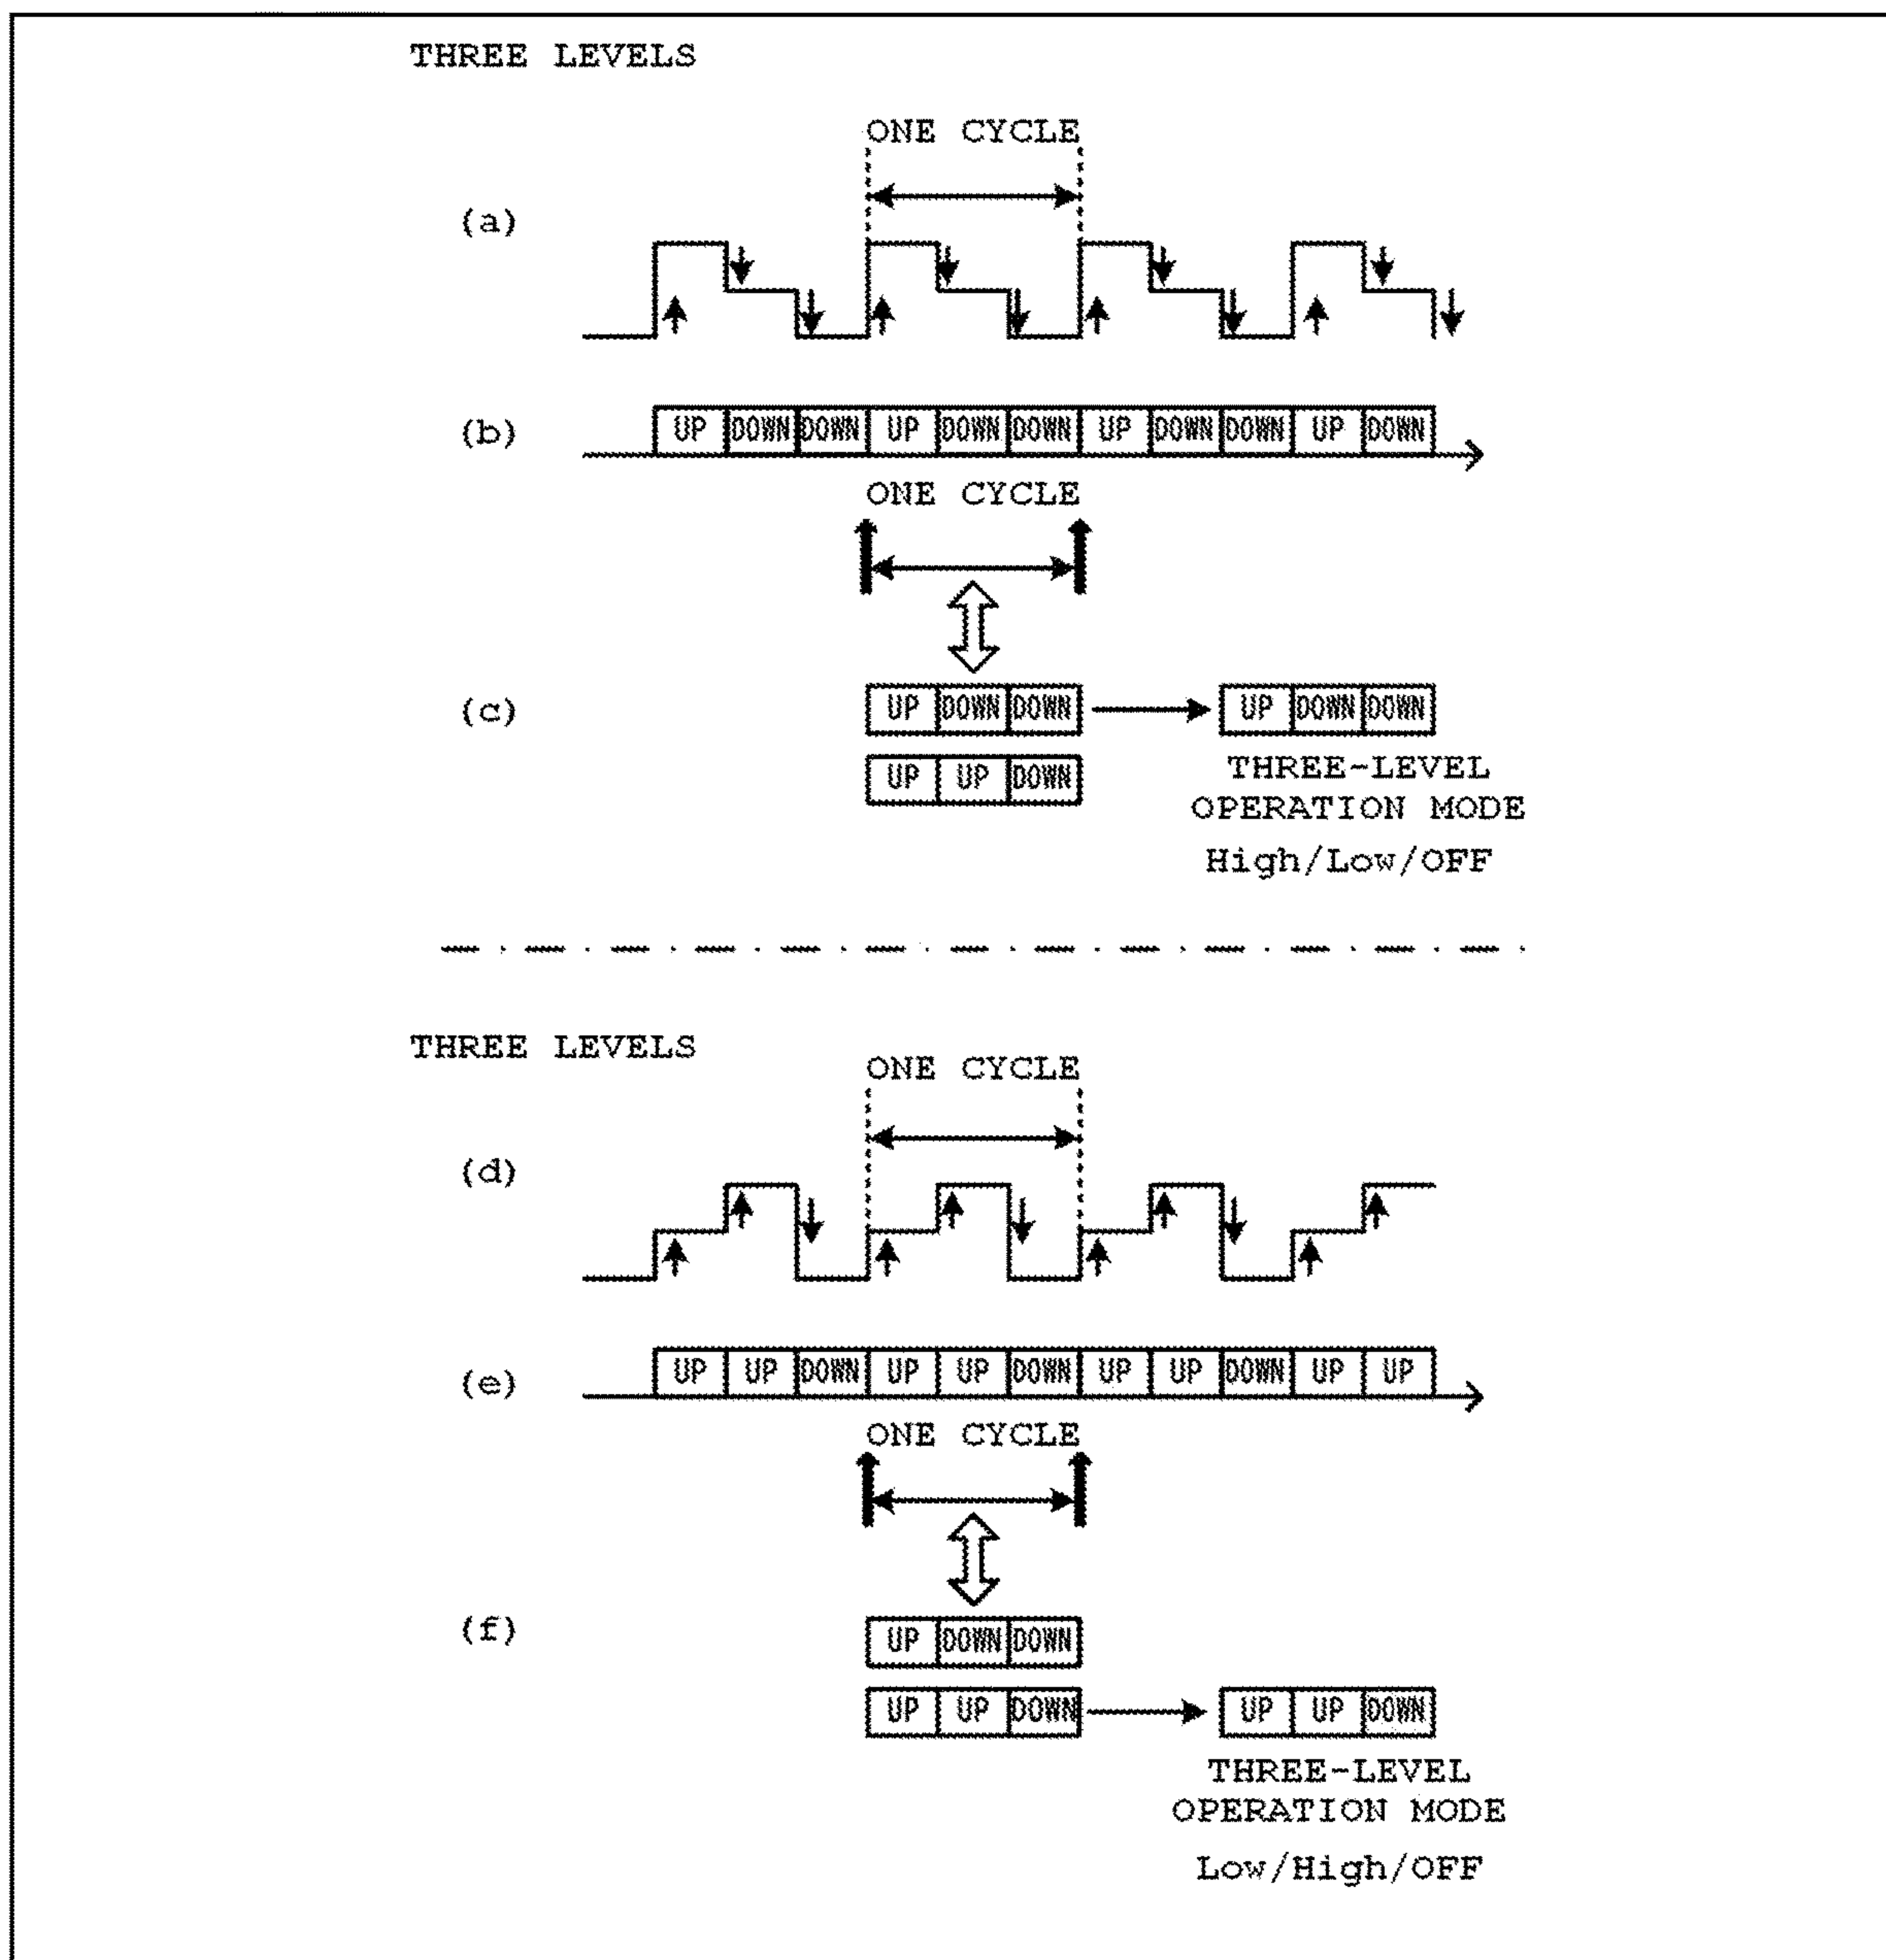 THREE LEVELS
ONE CYCLE
(a)
(b) UP DOWN DOWN UP DOWN DOWN UP DOWN DOWN UP DOWN
ONE CYCLE
(c) UP DOWN DOWN UP DOWN DOWN
UP UP DOWN
THREE-LEVEL
OPERATION MODE
High/Low/OFF
THREE LEVELS
ONE CYCLE
(d)
(e) UP UP DOWN UP UP DOWN UP UP DOWN UP UP
ONE CYCLE
(f) UP DOWN DOWN
UP UP DOWN UP UP DOWN
THREE-LEVEL
OPERATION MODE
Low/High/OFF